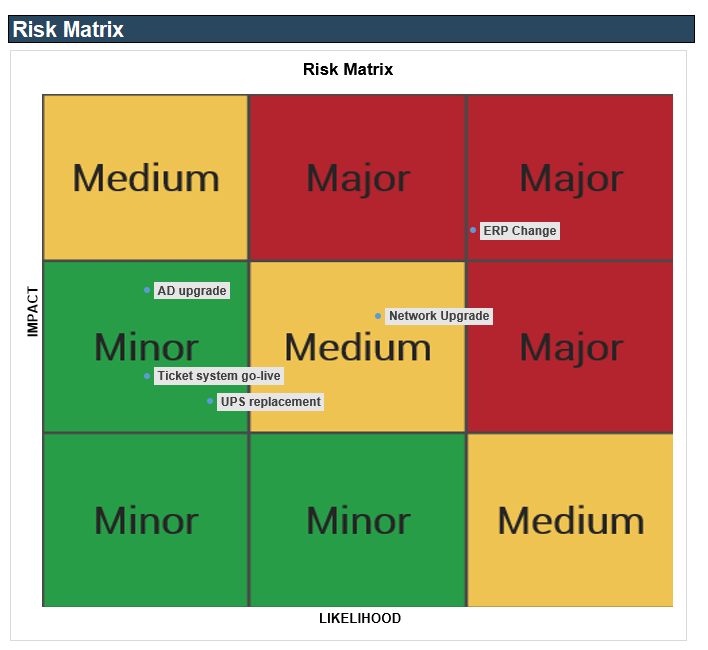 Risk Matrix
Risk Matrix
Medium
Major
Major
ERP Change
IMPACT
AD upgrade
Network Upgrade
Minor
Medium
Major
Ticket system go-live
UPS replacement
Minor
Minor
Medium
LIKELIHOOD